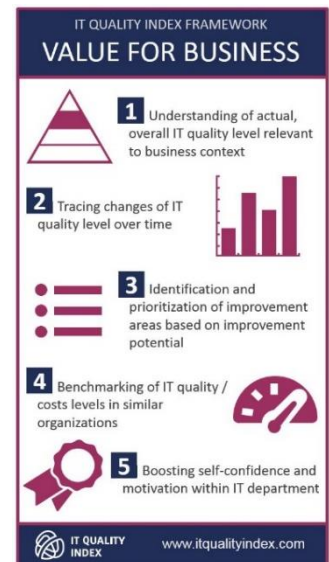 IT QUALITY INDEX FRAMEWORK
VALUE FOR BUSINESS
1 Understanding of actual,
overall IT quality level relevant
to business context
2 Tracing changes of IT
quality level over time
3 Identification and
prioritization of improvement
areas based on improvement
potential
4 Benchmarking of IT quality /
costs levels in similar
organizations
5 Boosting self-confidence and
motivation within IT department
IT QUALITY
INDEX
www.itqualityindex.com